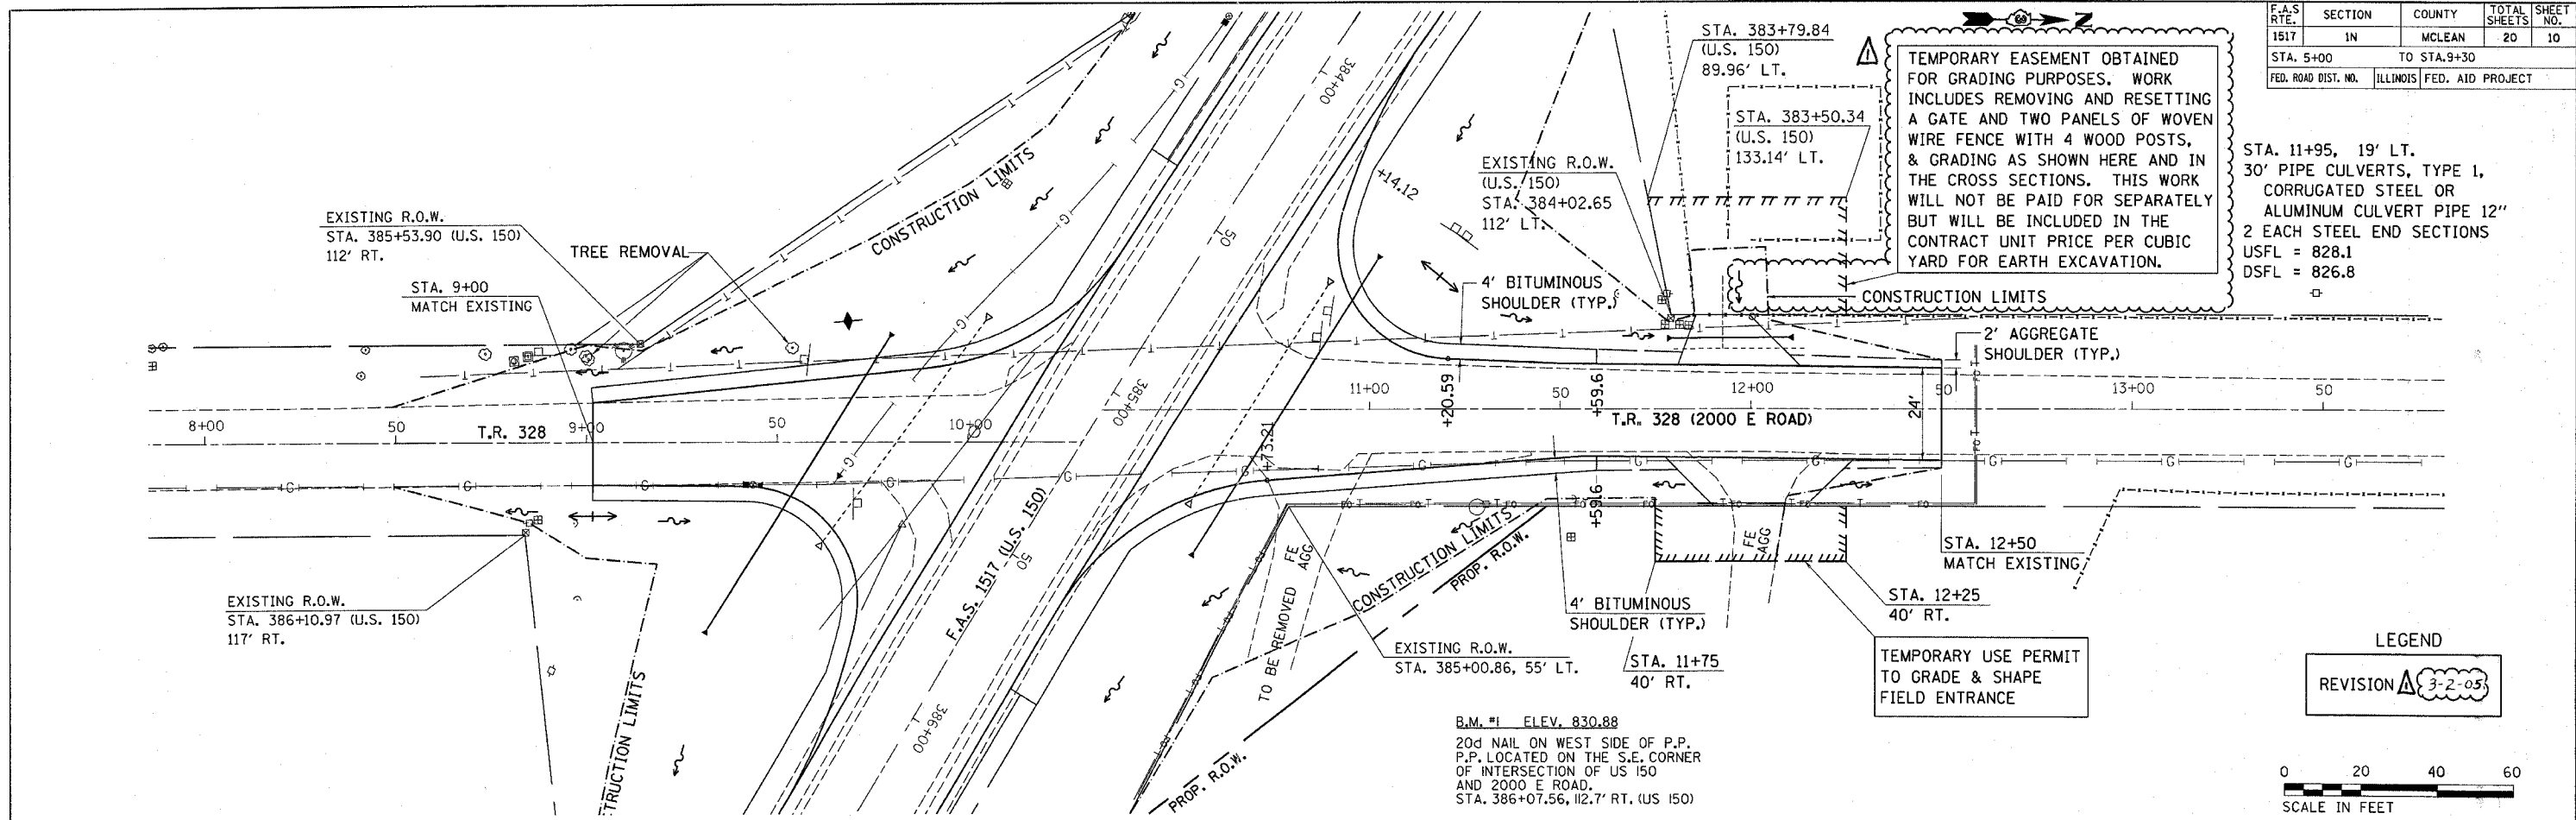 F.A.S RTE. SECTION COUNTY TOTAL SHEETS SHEET NO.
1517 1N MCLEAN 20 10
STA. 5+00 TO STA.9+30
FED. ROAD DIST. NO. ILLINOIS FED. AID PROJECT
Z
STA. 383+79.84
(U.S. 150)
89.96' LT.
STA. 383+50.34
(U.S. 150)
133.14' LT.
TEMPORARY EASEMENT OBTAINED
FOR GRADING PURPOSES. WORK
INCLUDES REMOVING AND RESETTING
A GATE AND TWO PANELS OF WOVEN
WIRE FENCE WITH 4 WOOD POSTS,
& GRADING AS SHOWN HERE AND IN
THE CROSS SECTIONS. THIS WORK
WILL NOT BE PAID FOR SEPARATELY
BUT WILL BE INCLUDED IN THE
CONTRACT UNIT PRICE PER CUBIC
YARD FOR EARTH EXCAVATION.
STA. 11+95, 19' LT.
30' PIPE CULVERTS, TYPE 1,
CORRUGATED STEEL OR
ALUMINUM CULVERT PIPE 12"
2 EACH STEEL END SECTIONS
USFL = 828.1
DSFL = 826.8
EXISTING R.O.W.
(U.S. 150)
STA. 384+02.65
112' LT.
+14.12
384+00
50
385+00
50
386+00
CONSTRUCTION LIMITS
EXISTING R.O.W.
STA. 385+53.90 (U.S. 150)
112' RT.
TREE REMOVAL
STA. 9+00
MATCH EXISTING
4' BITUMINOUS
SHOULDER (TYP.)
CONSTRUCTION LIMITS
2' AGGREGATE
SHOULDER (TYP.)
8+00
50
T.R. 328
9+00
50
10+00
11+00
50
12+00
50
13+00
50
+20.59
+59.6
24'
T.R. 328 (2000 E ROAD)
+73.21
+59.6
F.A.S. 1517 (U.S. 150)
EXISTING R.O.W.
STA. 386+10.97 (U.S. 150)
117' RT.
TRUCTION LIMITS
TO BE REMOVED
FE
AGG
CONSTRUCTION LIMITS
PROP. R.O.W.
PROP. R.O.W.
FE
AGG
EXISTING R.O.W.
STA. 385+00.86, 55' LT.
4' BITUMINOUS
SHOULDER (TYP.)
STA. 11+75
40' RT.
STA. 12+50
MATCH EXISTING
STA. 12+25
40' RT.
TEMPORARY USE PERMIT
TO GRADE & SHAPE
FIELD ENTRANCE
B.M. #1 ELEV. 830.88
20d NAIL ON WEST SIDE OF P.P.
P.P. LOCATED ON THE S.E. CORNER
OF INTERSECTION OF US 150
AND 2000 E ROAD.
STA. 386+07.56, 112.7' RT. (US 150)
LEGEND
REVISION 3-2-05
0 20 40 60
SCALE IN FEET